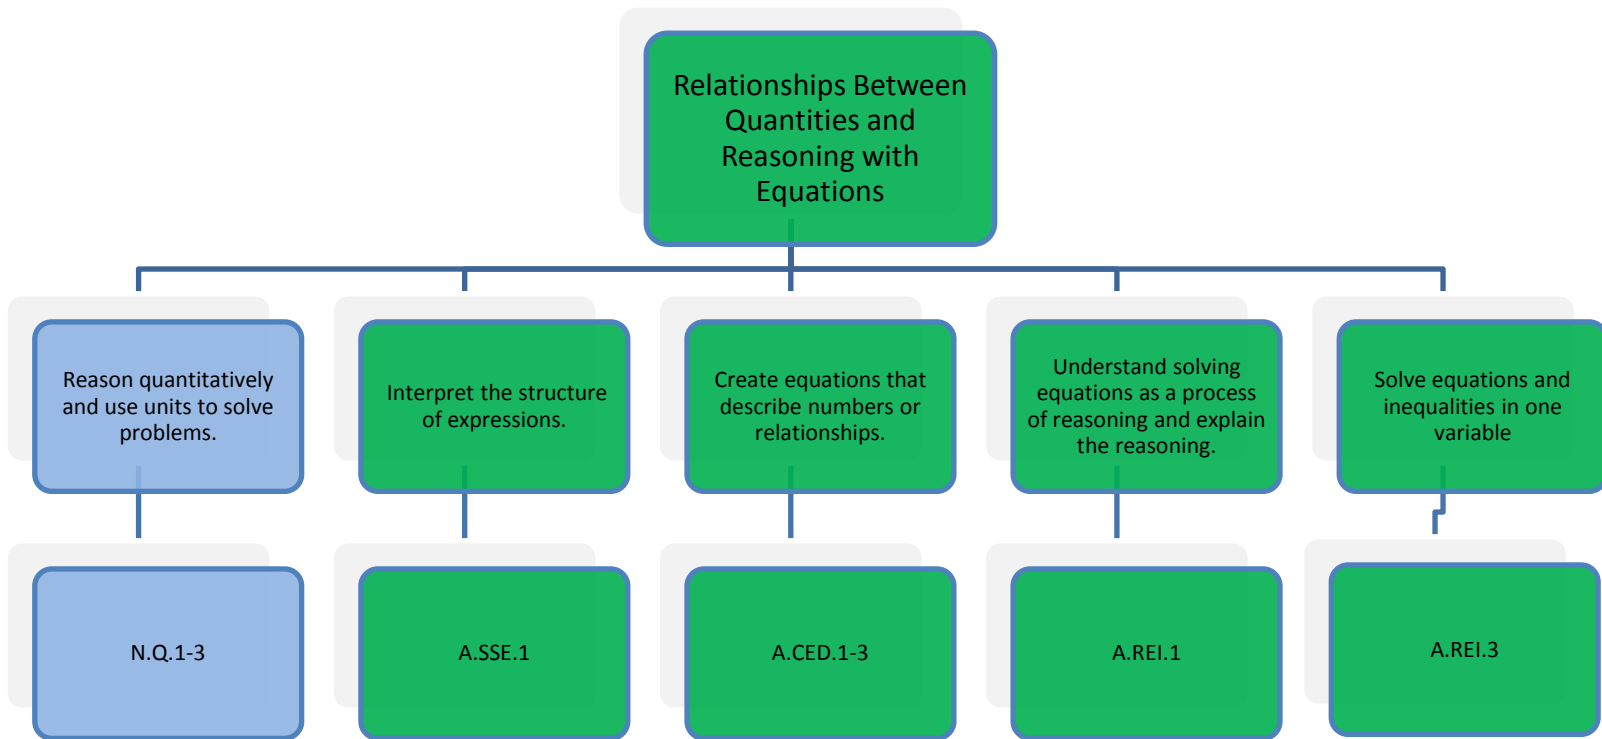 Relationships Between
Quantities and
Reasoning with
Equations
Reason quantitatively
and use units to solve
problems.
Interpret the structure
of expressions.
Create equations that
describe numbers or
relationships.
Understand solving
equations as a process
of reasoning and explain
the reasoning.
Solve equations and
inequalities in one
variable
N.Q.1-3
A.SSE.1
A.CED.1-3
A.REI.1
A.REI.3